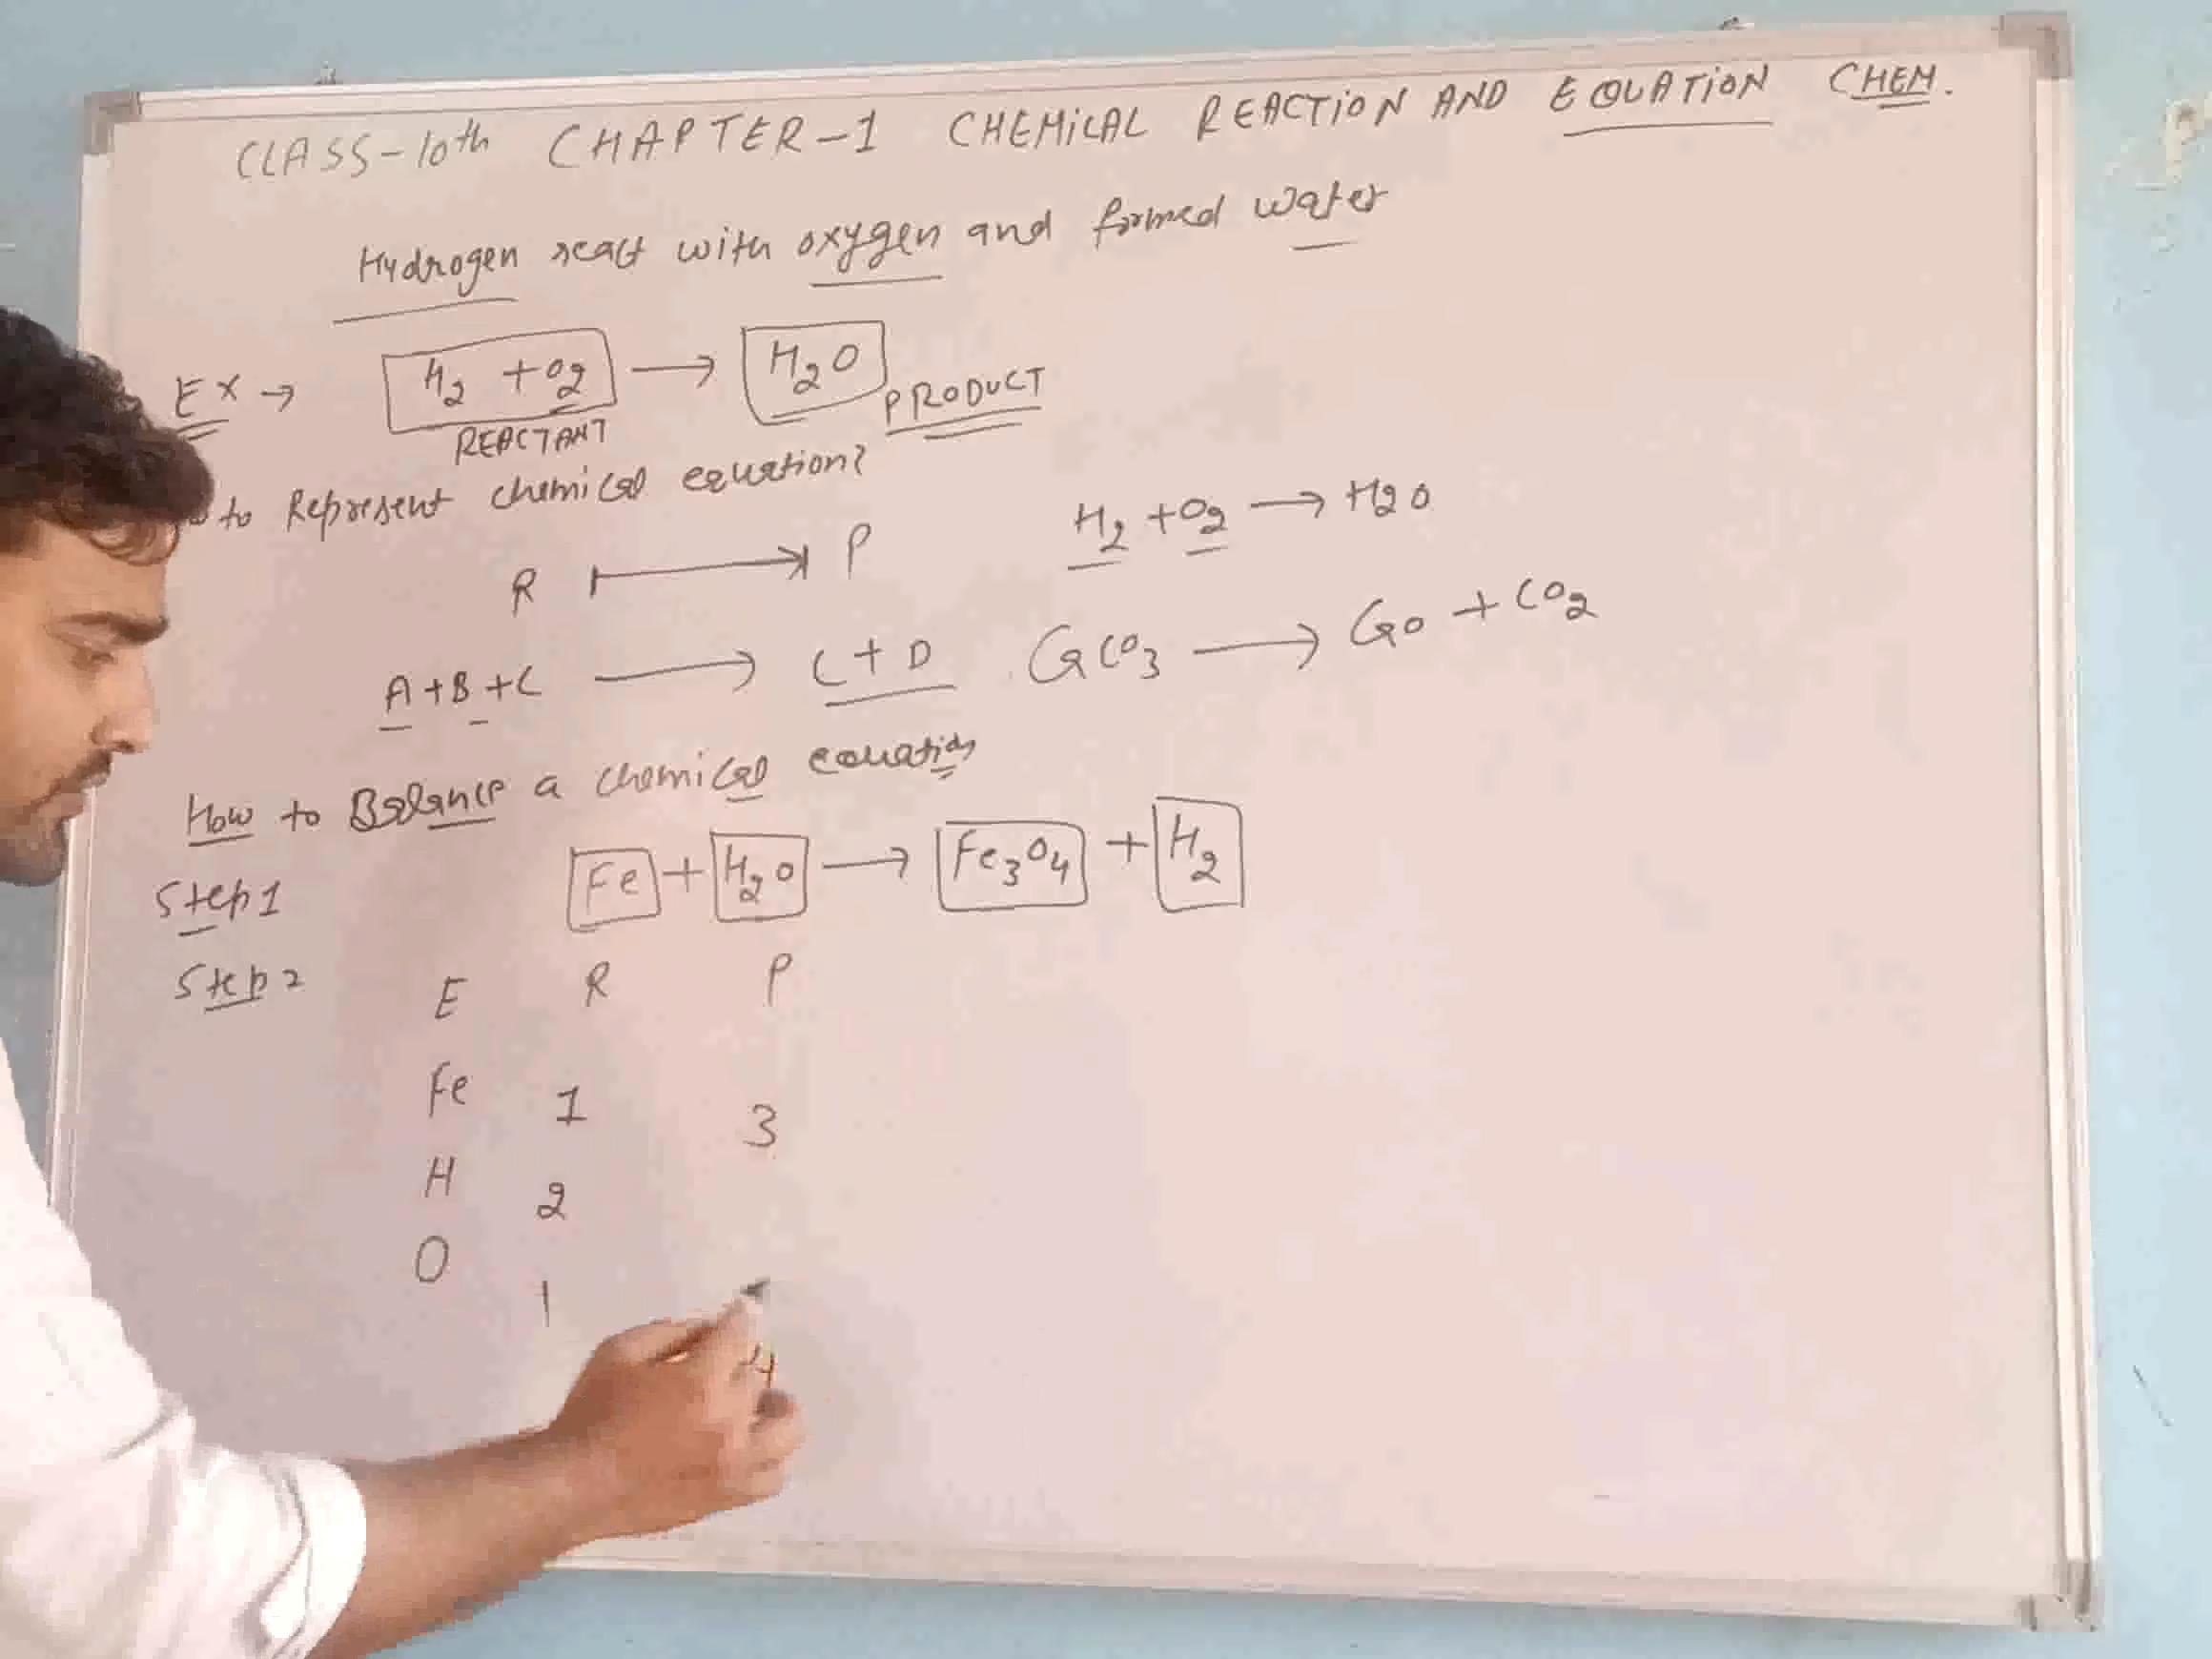 CLASS-10th CHAPTER-1 CHEMICAL REACTION AND EQUATION CHEM.
Hydrogen react with oxygen and formed water
EX → H2 + O2 → H2O
REACTANT PRODUCT
to Represent chemical equation?
R → P H2 + O2 → H2O
A + B + C → C + D CaCO3 → CaO + CO2
How to Balance a chemical equation
Step 1 Fe + H2O → Fe3O4 + H2
Step 2 E R P
Fe 1 3
H 2
O 1 4